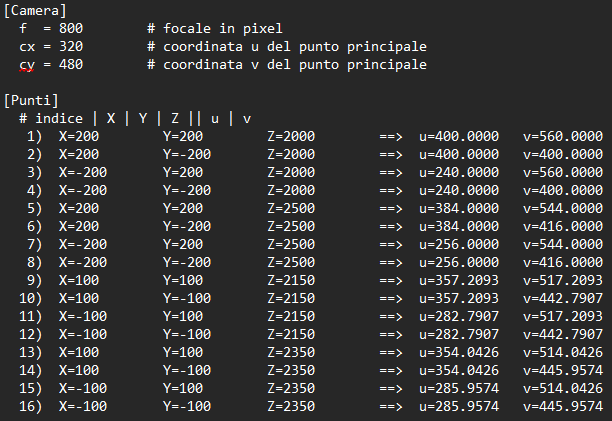 [Camera]
f = 800 # focale in pixel
cx = 320 # coordinata u del punto principale
cy = 480 # coordinata v del punto principale
[Punti]
# indice | X | Y | Z || u | v
1) X=200 Y=200 Z=2000 ==> u=400.0000 v=560.0000
2) X=200 Y=-200 Z=2000 ==> u=400.0000 v=400.0000
3) X=-200 Y=200 Z=2000 ==> u=240.0000 v=560.0000
4) X=-200 Y=-200 Z=2000 ==> u=240.0000 v=400.0000
5) X=200 Y=200 Z=2500 ==> u=384.0000 v=544.0000
6) X=200 Y=-200 Z=2500 ==> u=384.0000 v=416.0000
7) X=-200 Y=200 Z=2500 ==> u=256.0000 v=544.0000
8) X=-200 Y=-200 Z=2500 ==> u=256.0000 v=416.0000
9) X=100 Y=100 Z=2150 ==> u=357.2093 v=517.2093
10) X=100 Y=-100 Z=2150 ==> u=357.2093 v=442.7907
11) X=-100 Y=100 Z=2150 ==> u=282.7907 v=517.2093
12) X=-100 Y=-100 Z=2150 ==> u=282.7907 v=442.7907
13) X=100 Y=100 Z=2350 ==> u=354.0426 v=514.0426
14) X=100 Y=-100 Z=2350 ==> u=354.0426 v=445.9574
15) X=-100 Y=100 Z=2350 ==> u=285.9574 v=514.0426
16) X=-100 Y=-100 Z=2350 ==> u=285.9574 v=445.9574